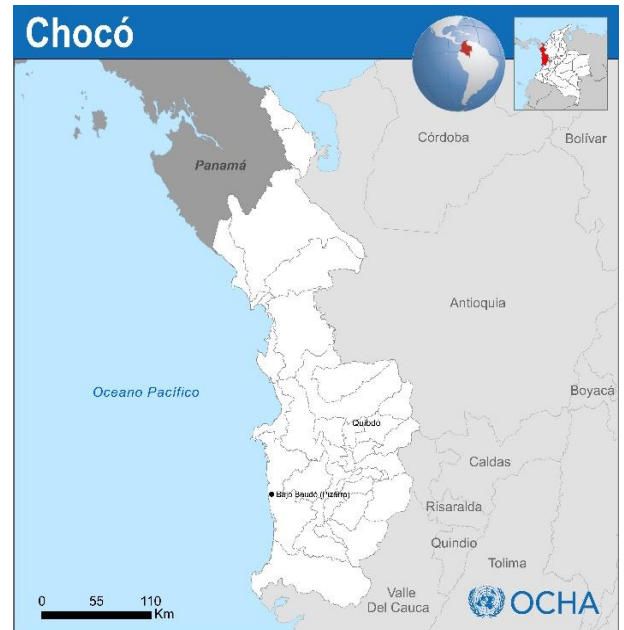 Chocó
Córdoba
Bolívar
Panamá
Antioquia
Oceano Pacífico
Boyacá
Quibdó
Caldas
Bajo Baudó (Pizarro)
Risaralda
Quindio
Tolima
Valle
Del Cauca
0 55 110
Km
OCHA